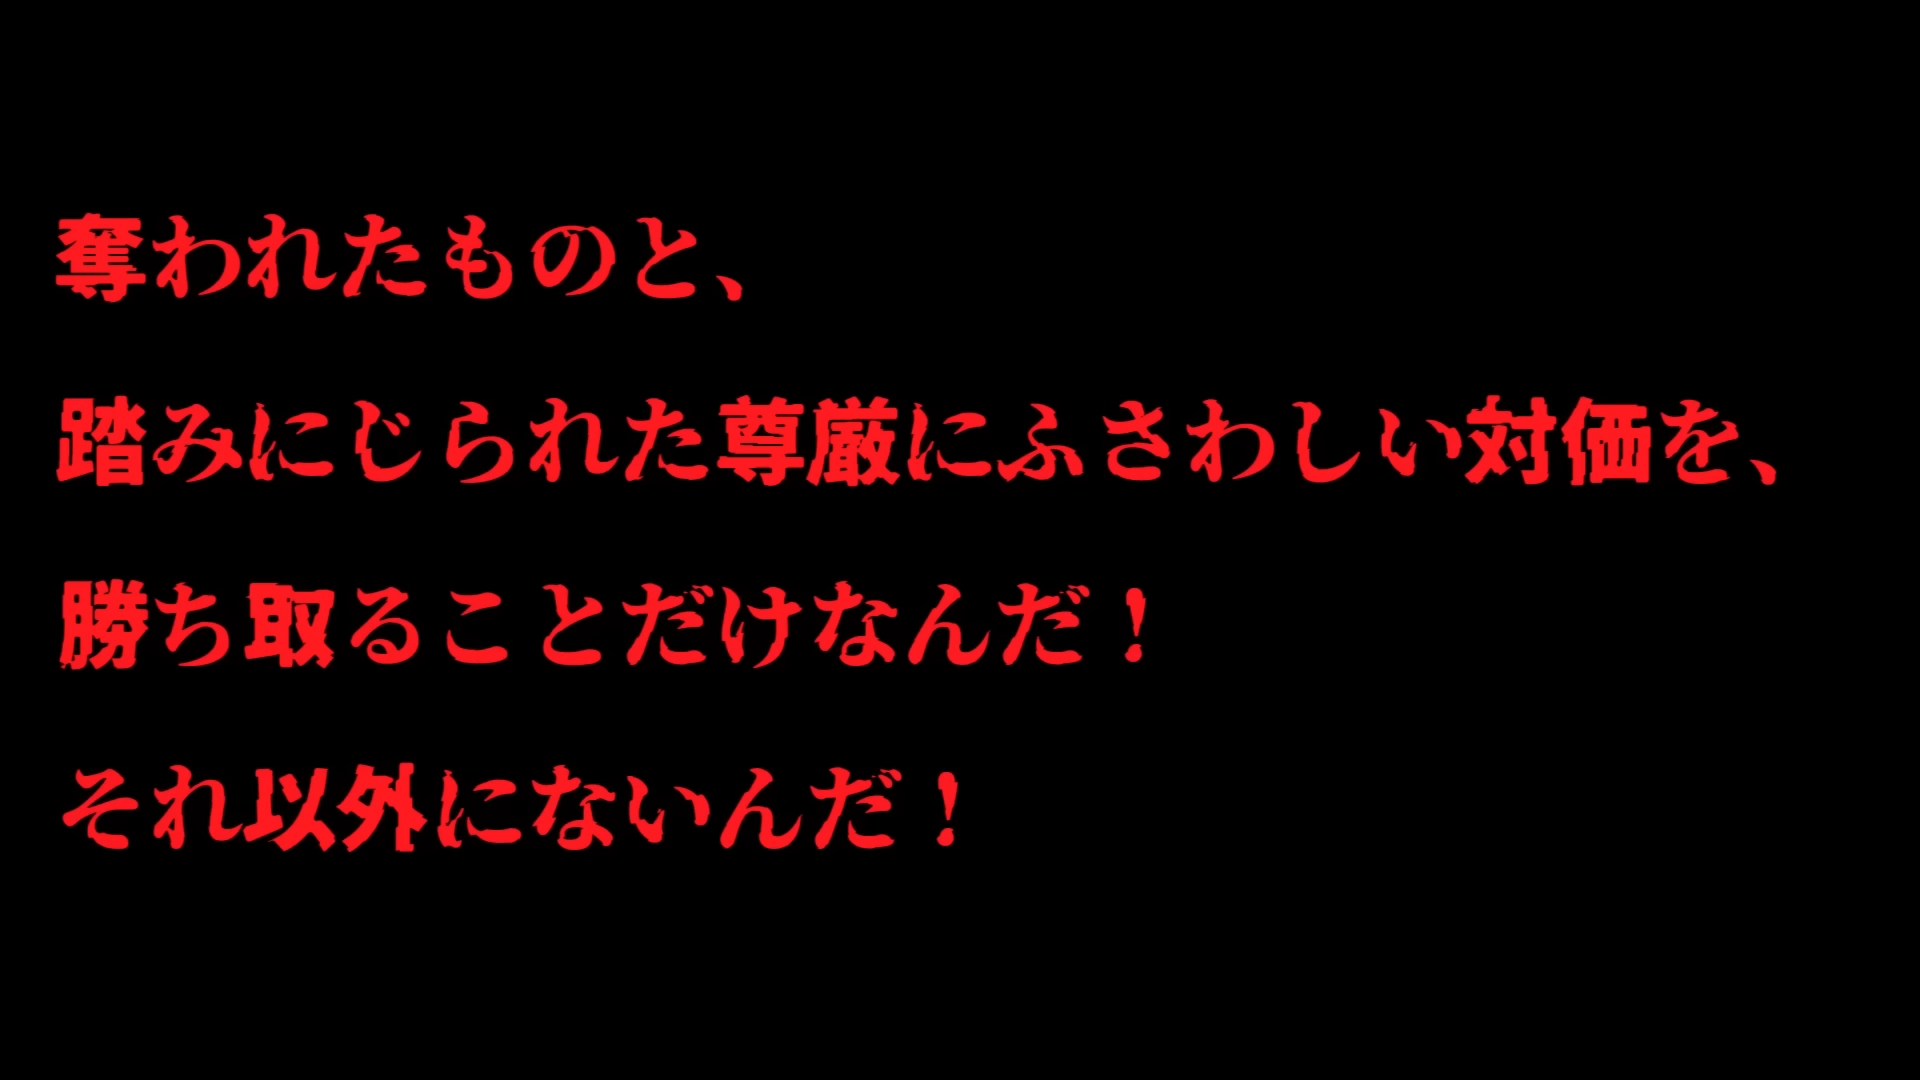 奪われたものと、
踏みにじられた尊厳にふさわしい対価を、
勝ち取ることだけなんだ！
それ以外にないんだ！